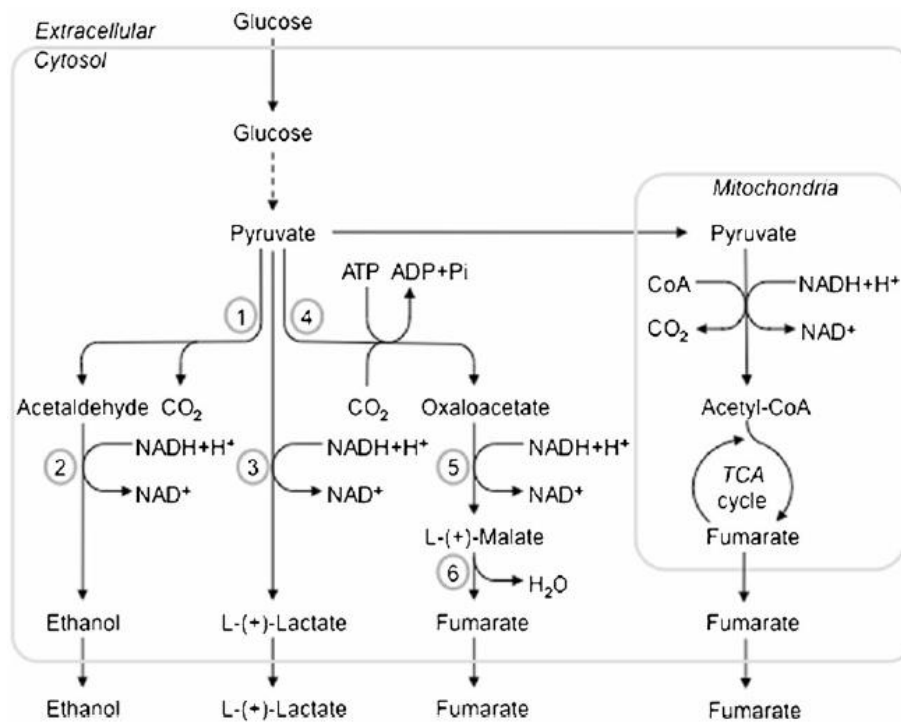 Extracellular
Glucose
Cytosol
Glucose
Mitochondria
Pyruvate
Pyruvate
ATP ADP+Pi
CoA NADH+H⁺
1 4
CO₂ NAD⁺
Acetaldehyde CO₂ CO₂ Oxaloacetate Acetyl-CoA
NADH+H⁺ NADH+H⁺ NADH+H⁺
2 3 5
NAD⁺ NAD⁺ NAD⁺
TCA
cycle
L-(+)-Malate Fumarate
6
H₂O
Ethanol L-(+)-Lactate Fumarate Fumarate
Ethanol L-(+)-Lactate Fumarate Fumarate